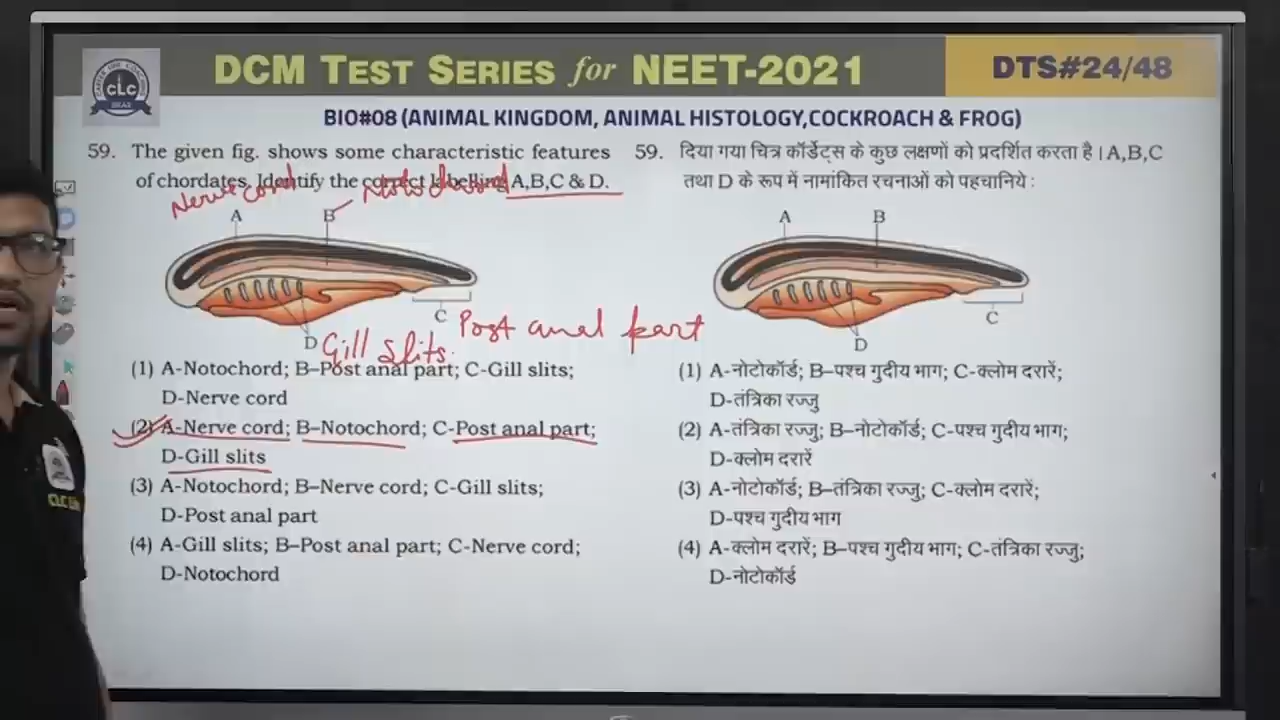 DCM TEST SERIES for NEET-2021
DTS#24/48
CLC
BIO#08 (ANIMAL KINGDOM, ANIMAL HISTOLOGY,COCKROACH & FROG)
59. The given fig. shows some characteristic features
of chordates. Identify the correct labelling A,B,C & D.
Nerve cord
Notochord
A
B
C
Post anal part
D
Gill slits
(1) A-Notochord; B–Post anal part; C-Gill slits;
D-Nerve cord
(2) A-Nerve cord; B–Notochord; C-Post anal part;
D-Gill slits
(3) A-Notochord; B–Nerve cord; C-Gill slits;
D-Post anal part
(4) A-Gill slits; B–Post anal part; C-Nerve cord;
D-Notochord
59. दिया गया चित्र कॉर्डेट्स के कुछ लक्षणों को प्रदर्शित करता है। A,B,C
तथा D के रूप में नामांकित रचनाओं को पहचानिये :
A
B
C
D
(1) A-नोटोकॉर्ड; B–पश्च गुदीय भाग; C-क्लोम दरारें;
D-तंत्रिका रज्जु
(2) A-तंत्रिका रज्जु; B–नोटोकॉर्ड; C-पश्च गुदीय भाग;
D-क्लोम दरारें
(3) A-नोटोकॉर्ड; B–तंत्रिका रज्जु; C-क्लोम दरारें;
D-पश्च गुदीय भाग
(4) A-क्लोम दरारें; B–पश्च गुदीय भाग; C-तंत्रिका रज्जु;
D-नोटोकॉर्ड